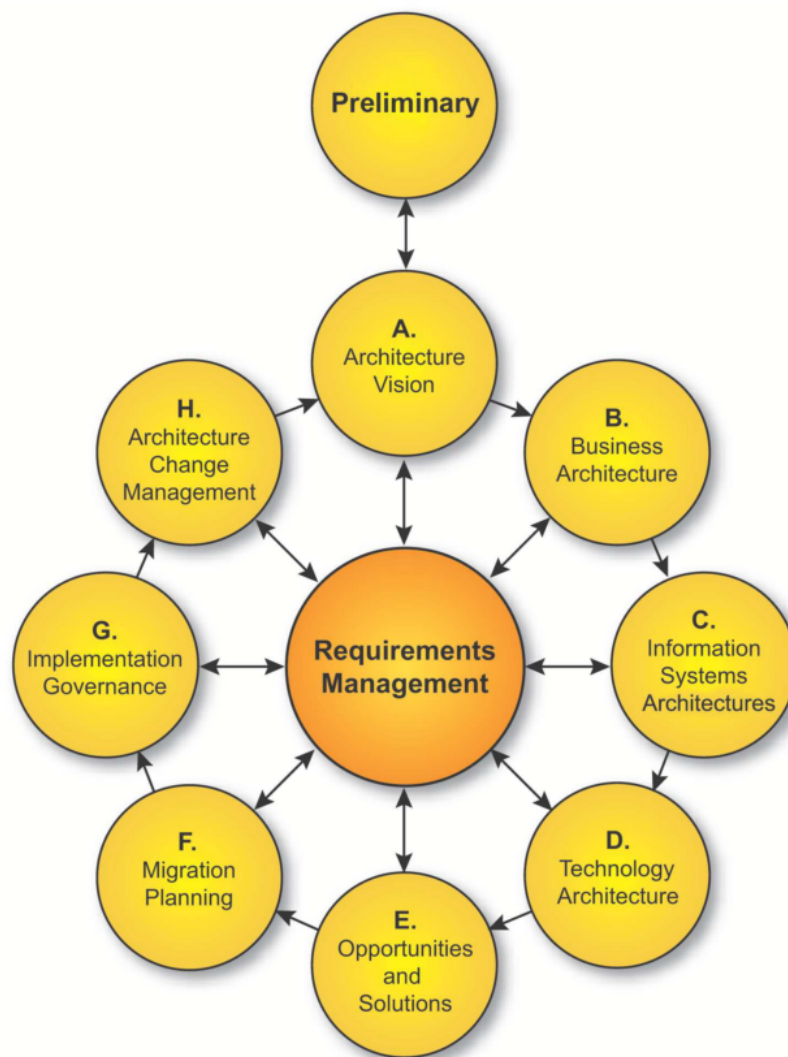 Preliminary
A.
Architecture
Vision
B.
Business
Architecture
C.
Information
Systems
Architectures
D.
Technology
Architecture
E.
Opportunities
and
Solutions
F.
Migration
Planning
G.
Implementation
Governance
H.
Architecture
Change
Management
Requirements
Management